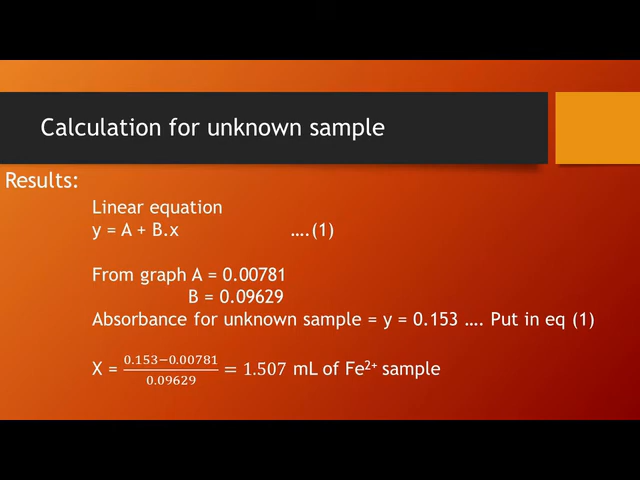 Calculation for unknown sample
Results:
Linear equation
y = A + B.x ….(1)
From graph A = 0.00781
B = 0.09629
Absorbance for unknown sample = y = 0.153 …. Put in eq (1)
X = (0.153−0.00781)/0.09629 = 1.507 mL of Fe²⁺ sample